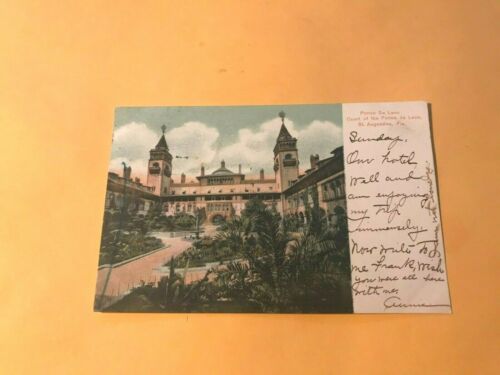 Ponce De Leon
Court of the Ponce de Leon,
St. Augustine, Fla.
Sunday.
Our hotel
Well and
am enjoying
my trip
immensely.
Now write to
me Frank, wish
you were all here
with me.
Anna